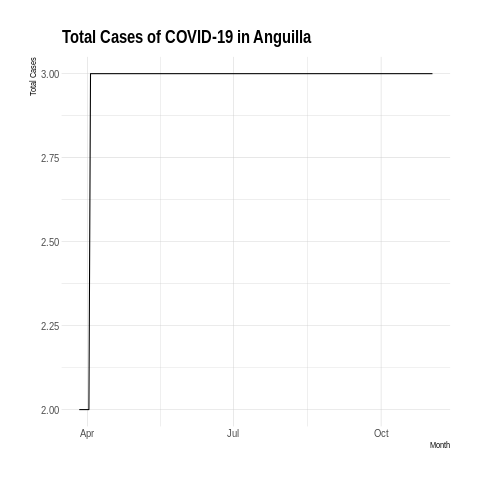 Total Cases of COVID-19 in Anguilla
Total Cases
3.00
2.75
2.50
2.25
2.00
Apr Jul Oct
Month